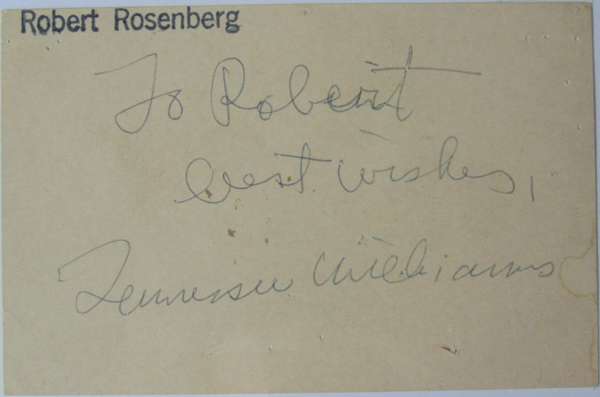 Robert Rosenberg
To Robert
best wishes,
Tennessee Williams